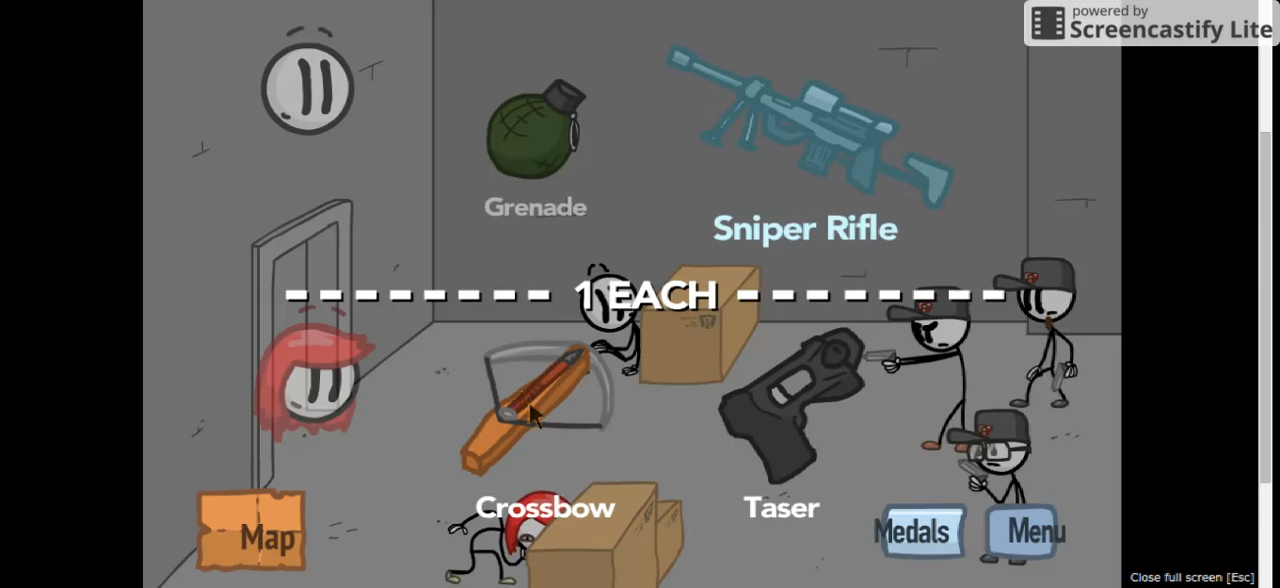 powered by
Screencastify Lite
Grenade
Sniper Rifle
1 EACH
Crossbow
Taser
Map
Medals
Menu
Close full screen [Esc]